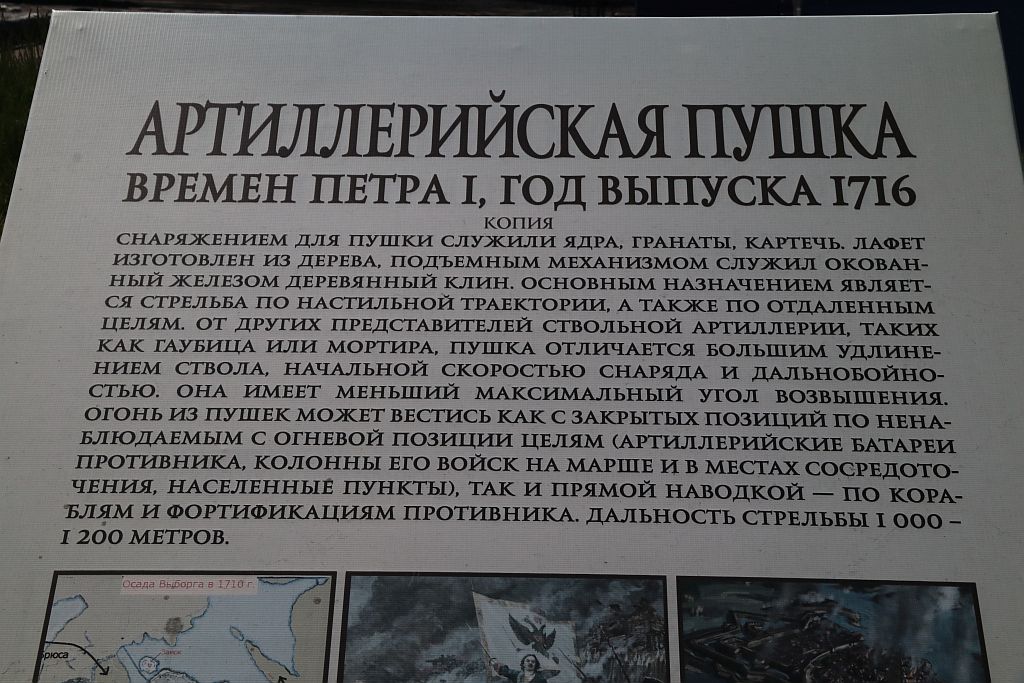 АРТИЛЛЕРИЙСКАЯ ПУШКА
ВРЕМЕН ПЕТРА I, ГОД ВЫПУСКА 1716
КОПИЯ
СНАРЯЖЕНИЕМ ДЛЯ ПУШКИ СЛУЖИЛИ ЯДРА, ГРАНАТЫ, КАРТЕЧЬ. ЛАФЕТ
ИЗГОТОВЛЕН ИЗ ДЕРЕВА, ПОДЪЕМНЫМ МЕХАНИЗМОМ СЛУЖИЛ ОКОВАН-
НЫЙ ЖЕЛЕЗОМ ДЕРЕВЯННЫЙ КЛИН. ОСНОВНЫМ НАЗНАЧЕНИЕМ ЯВЛЯЕТ-
СЯ СТРЕЛЬБА ПО НАСТИЛЬНОЙ ТРАЕКТОРИИ, А ТАКЖЕ ПО ОТДАЛЕННЫМ
ЦЕЛЯМ. ОТ ДРУГИХ ПРЕДСТАВИТЕЛЕЙ СТВОЛЬНОЙ АРТИЛЛЕРИИ, ТАКИХ
КАК ГАУБИЦА ИЛИ МОРТИРА, ПУШКА ОТЛИЧАЕТСЯ БОЛЬШИМ УДЛИНЕ-
НИЕМ СТВОЛА, НАЧАЛЬНОЙ СКОРОСТЬЮ СНАРЯДА И ДАЛЬНОБОЙНО-
СТЬЮ. ОНА ИМЕЕТ МЕНЬШИЙ МАКСИМАЛЬНЫЙ УГОЛ ВОЗВЫШЕНИЯ.
ОГОНЬ ИЗ ПУШЕК МОЖЕТ ВЕСТИСЬ КАК С ЗАКРЫТЫХ ПОЗИЦИЙ ПО НЕНА-
БЛЮДАЕМЫМ С ОГНЕВОЙ ПОЗИЦИИ ЦЕЛЯМ (АРТИЛЛЕРИЙСКИЕ БАТАРЕИ
ПРОТИВНИКА, КОЛОННЫ ЕГО ВОЙСК НА МАРШЕ И В МЕСТАХ СОСРЕДОТО-
ЧЕНИЯ, НАСЕЛЕННЫЕ ПУНКТЫ), ТАК И ПРЯМОЙ НАВОДКОЙ — ПО КОРА-
БЛЯМ И ФОРТИФИКАЦИЯМ ПРОТИВНИКА. ДАЛЬНОСТЬ СТРЕЛЬБЫ 1 000 –
1 200 МЕТРОВ.
Осада Выборга в 1710 г.
Замок